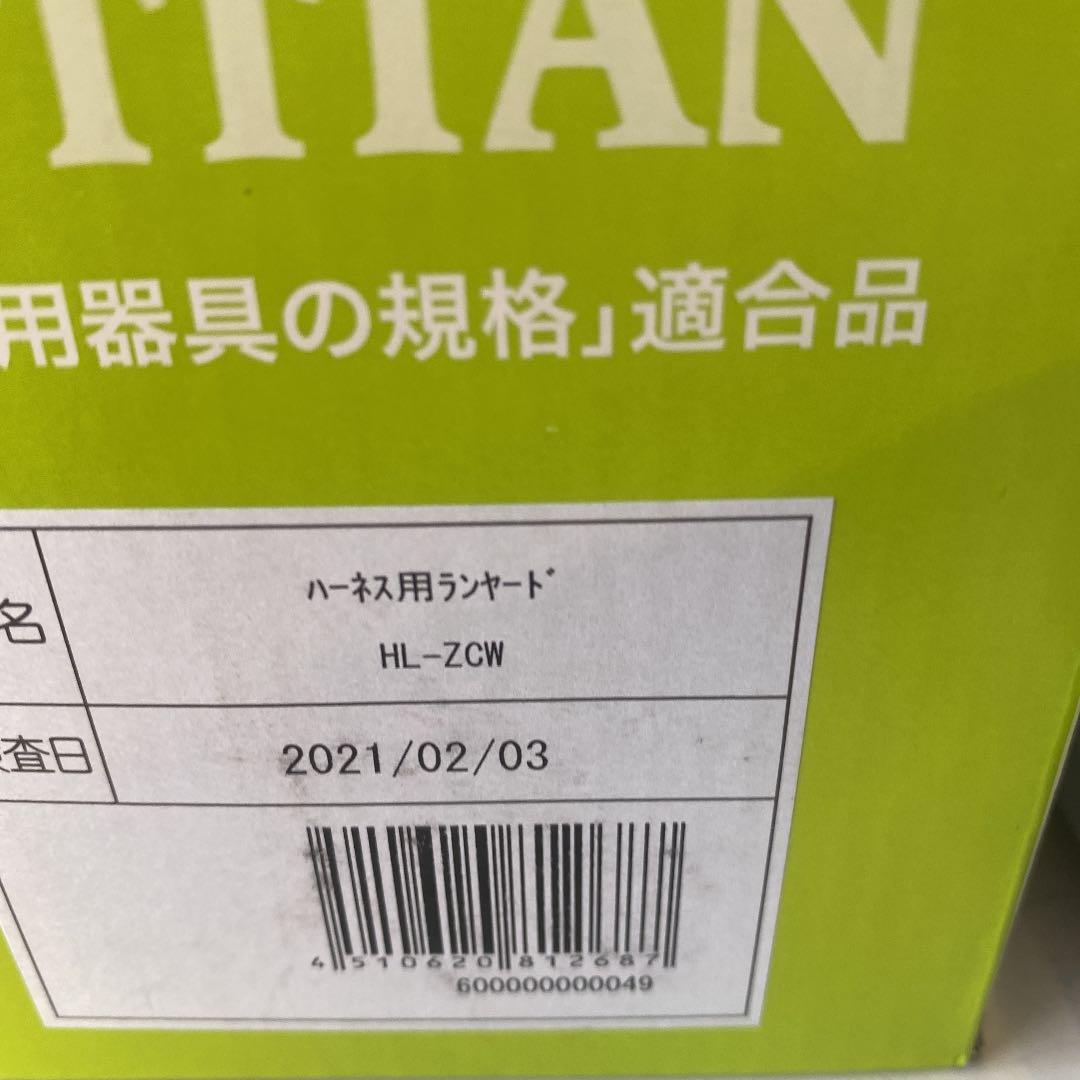 TITAN
用器具の規格」適合品
名
ハーネス用ランヤード
HL-ZCW
査日
2021/02/03
4510620812687
600000000049